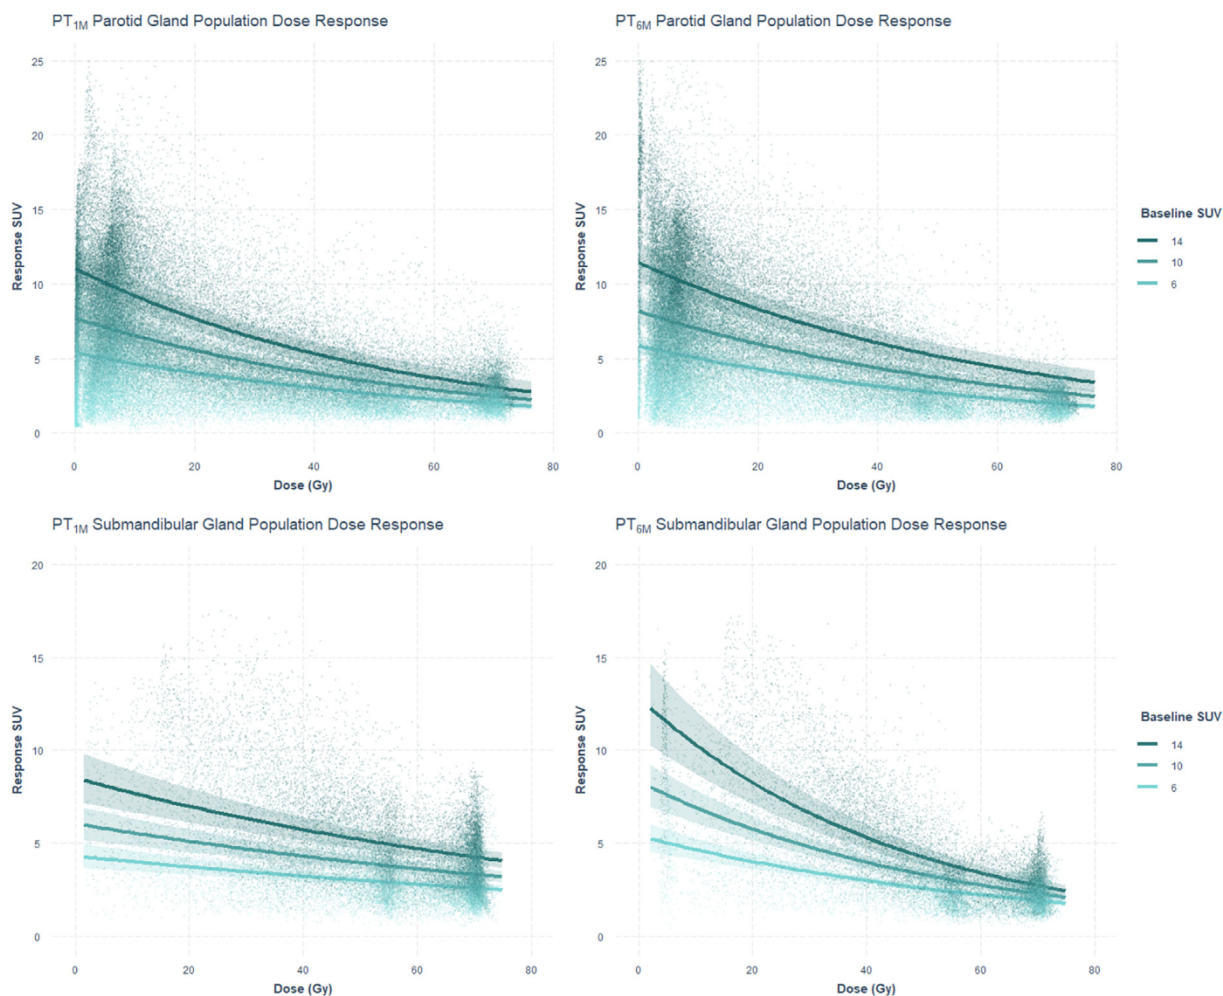 PT1M Parotid Gland Population Dose Response
PT6M Parotid Gland Population Dose Response
25
20
15
10
5
0
Response SUV
0 20 40 60 80
Dose (Gy)
25
20
15
10
5
0
Response SUV
0 20 40 60 80
Dose (Gy)
Baseline SUV
14
10
6
PT1M Submandibular Gland Population Dose Response
PT6M Submandibular Gland Population Dose Response
20
15
10
5
0
Response SUV
0 20 40 60 80
Dose (Gy)
20
15
10
5
0
Response SUV
0 20 40 60 80
Dose (Gy)
Baseline SUV
14
10
6